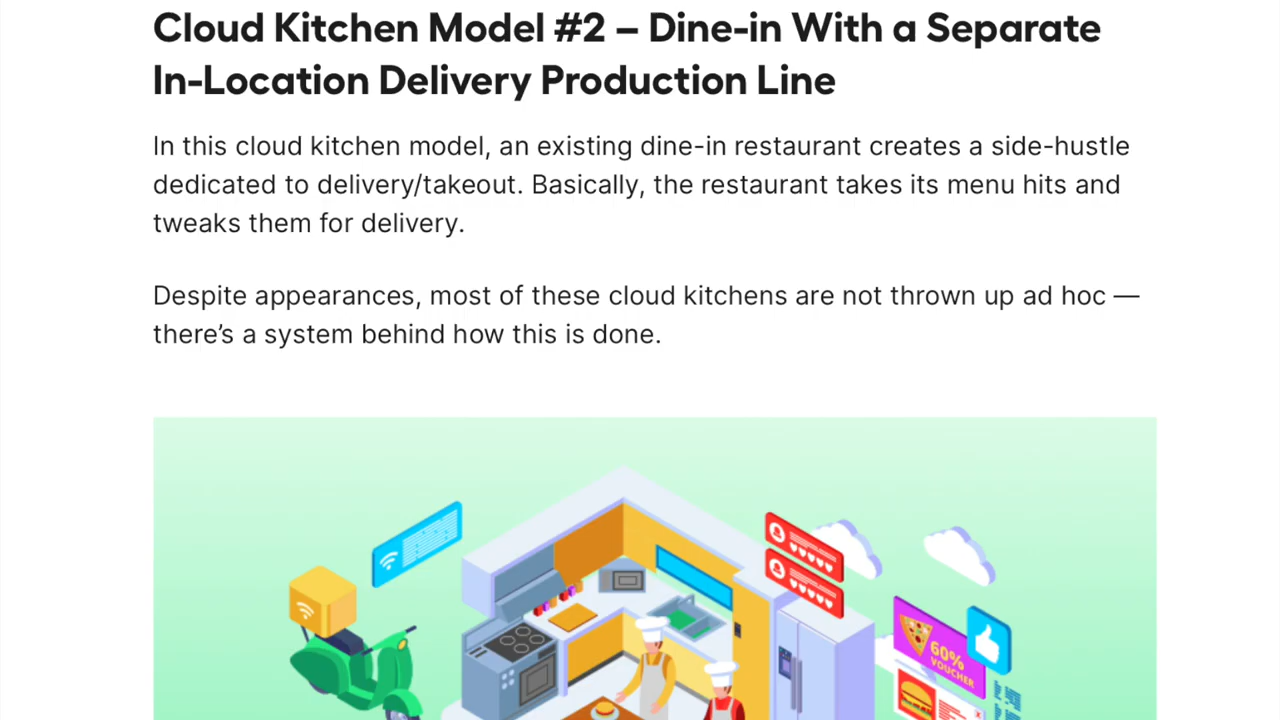 Cloud Kitchen Model #2 – Dine-in With a Separate
In-Location Delivery Production Line
In this cloud kitchen model, an existing dine-in restaurant creates a side-hustle
dedicated to delivery/takeout. Basically, the restaurant takes its menu hits and
tweaks them for delivery.
Despite appearances, most of these cloud kitchens are not thrown up ad hoc —
there’s a system behind how this is done.
60%
VOUCHER